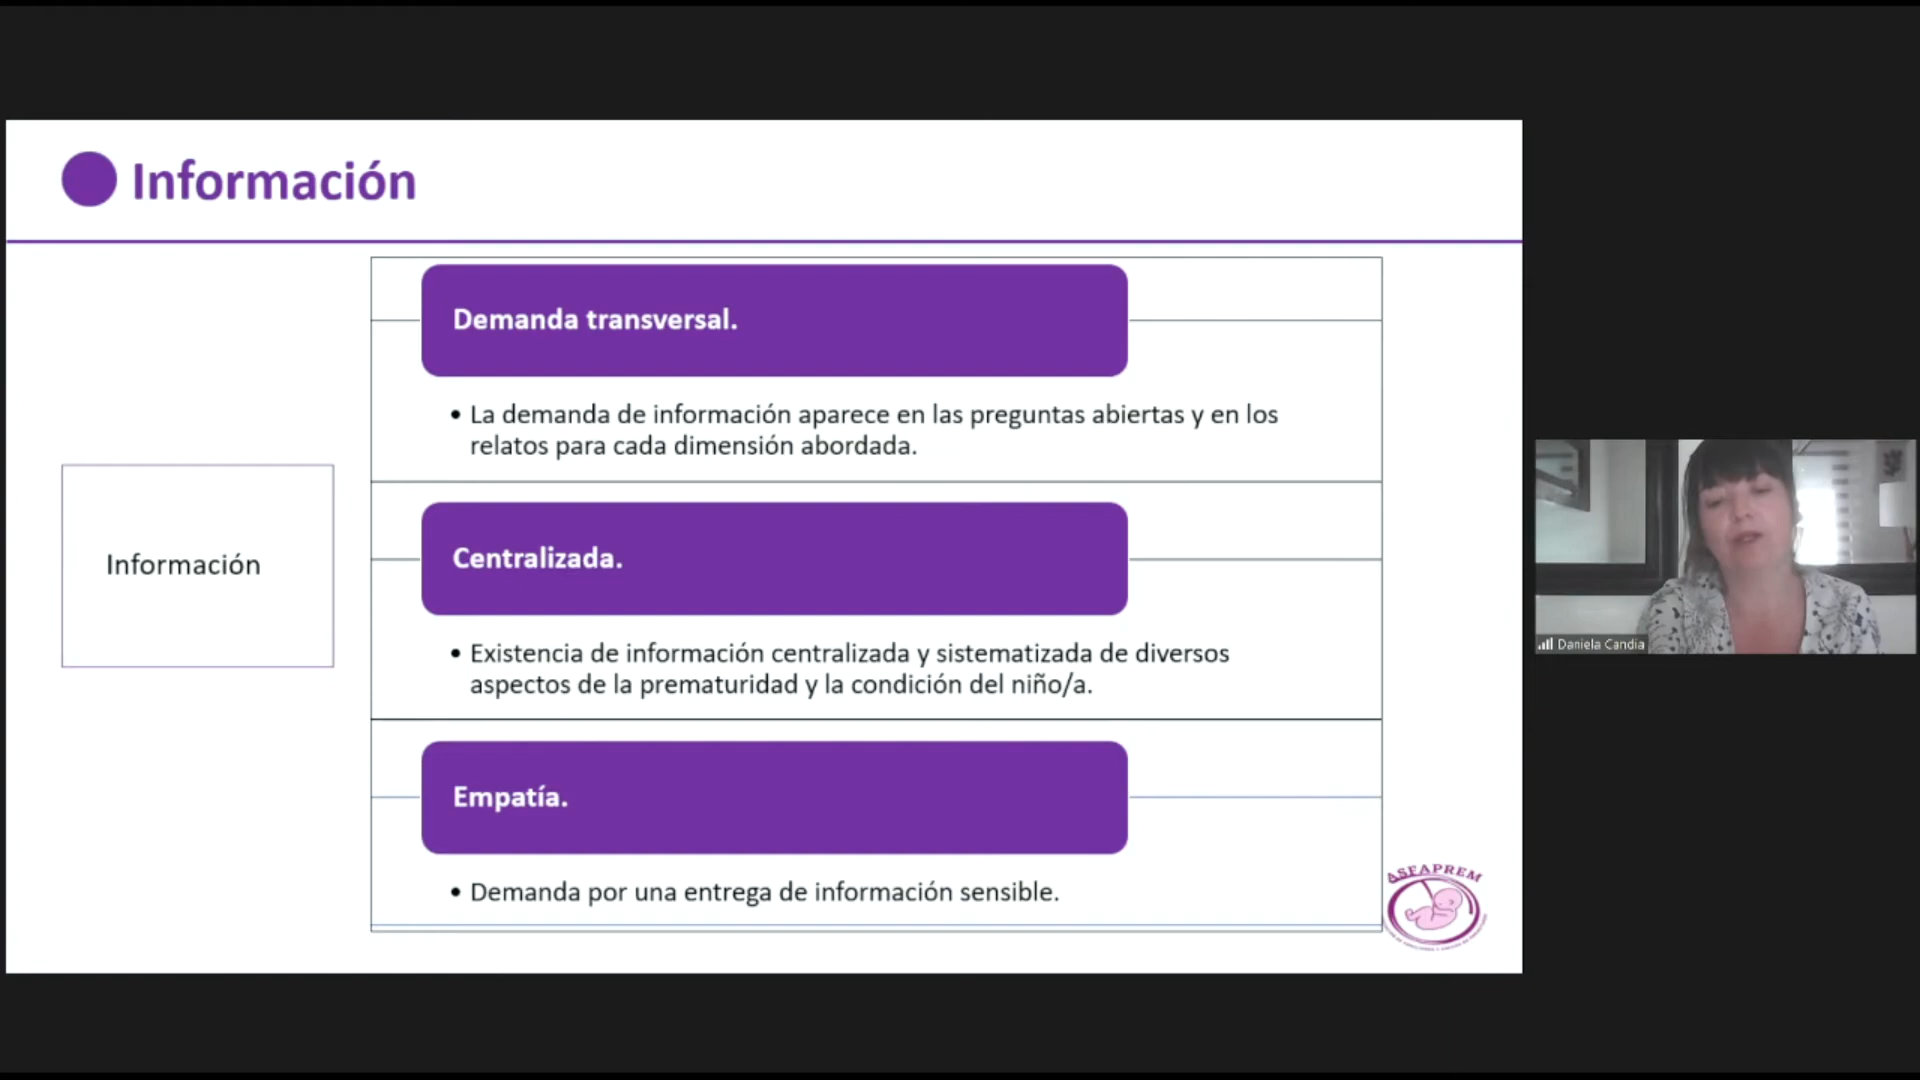 Información
Información
Demanda transversal.
• La demanda de información aparece en las preguntas abiertas y en los
relatos para cada dimensión abordada.
Centralizada.
• Existencia de información centralizada y sistematizada de diversos
aspectos de la prematuridad y la condición del niño/a.
Empatía.
• Demanda por una entrega de información sensible.
ASFAPREM
Daniela Candia